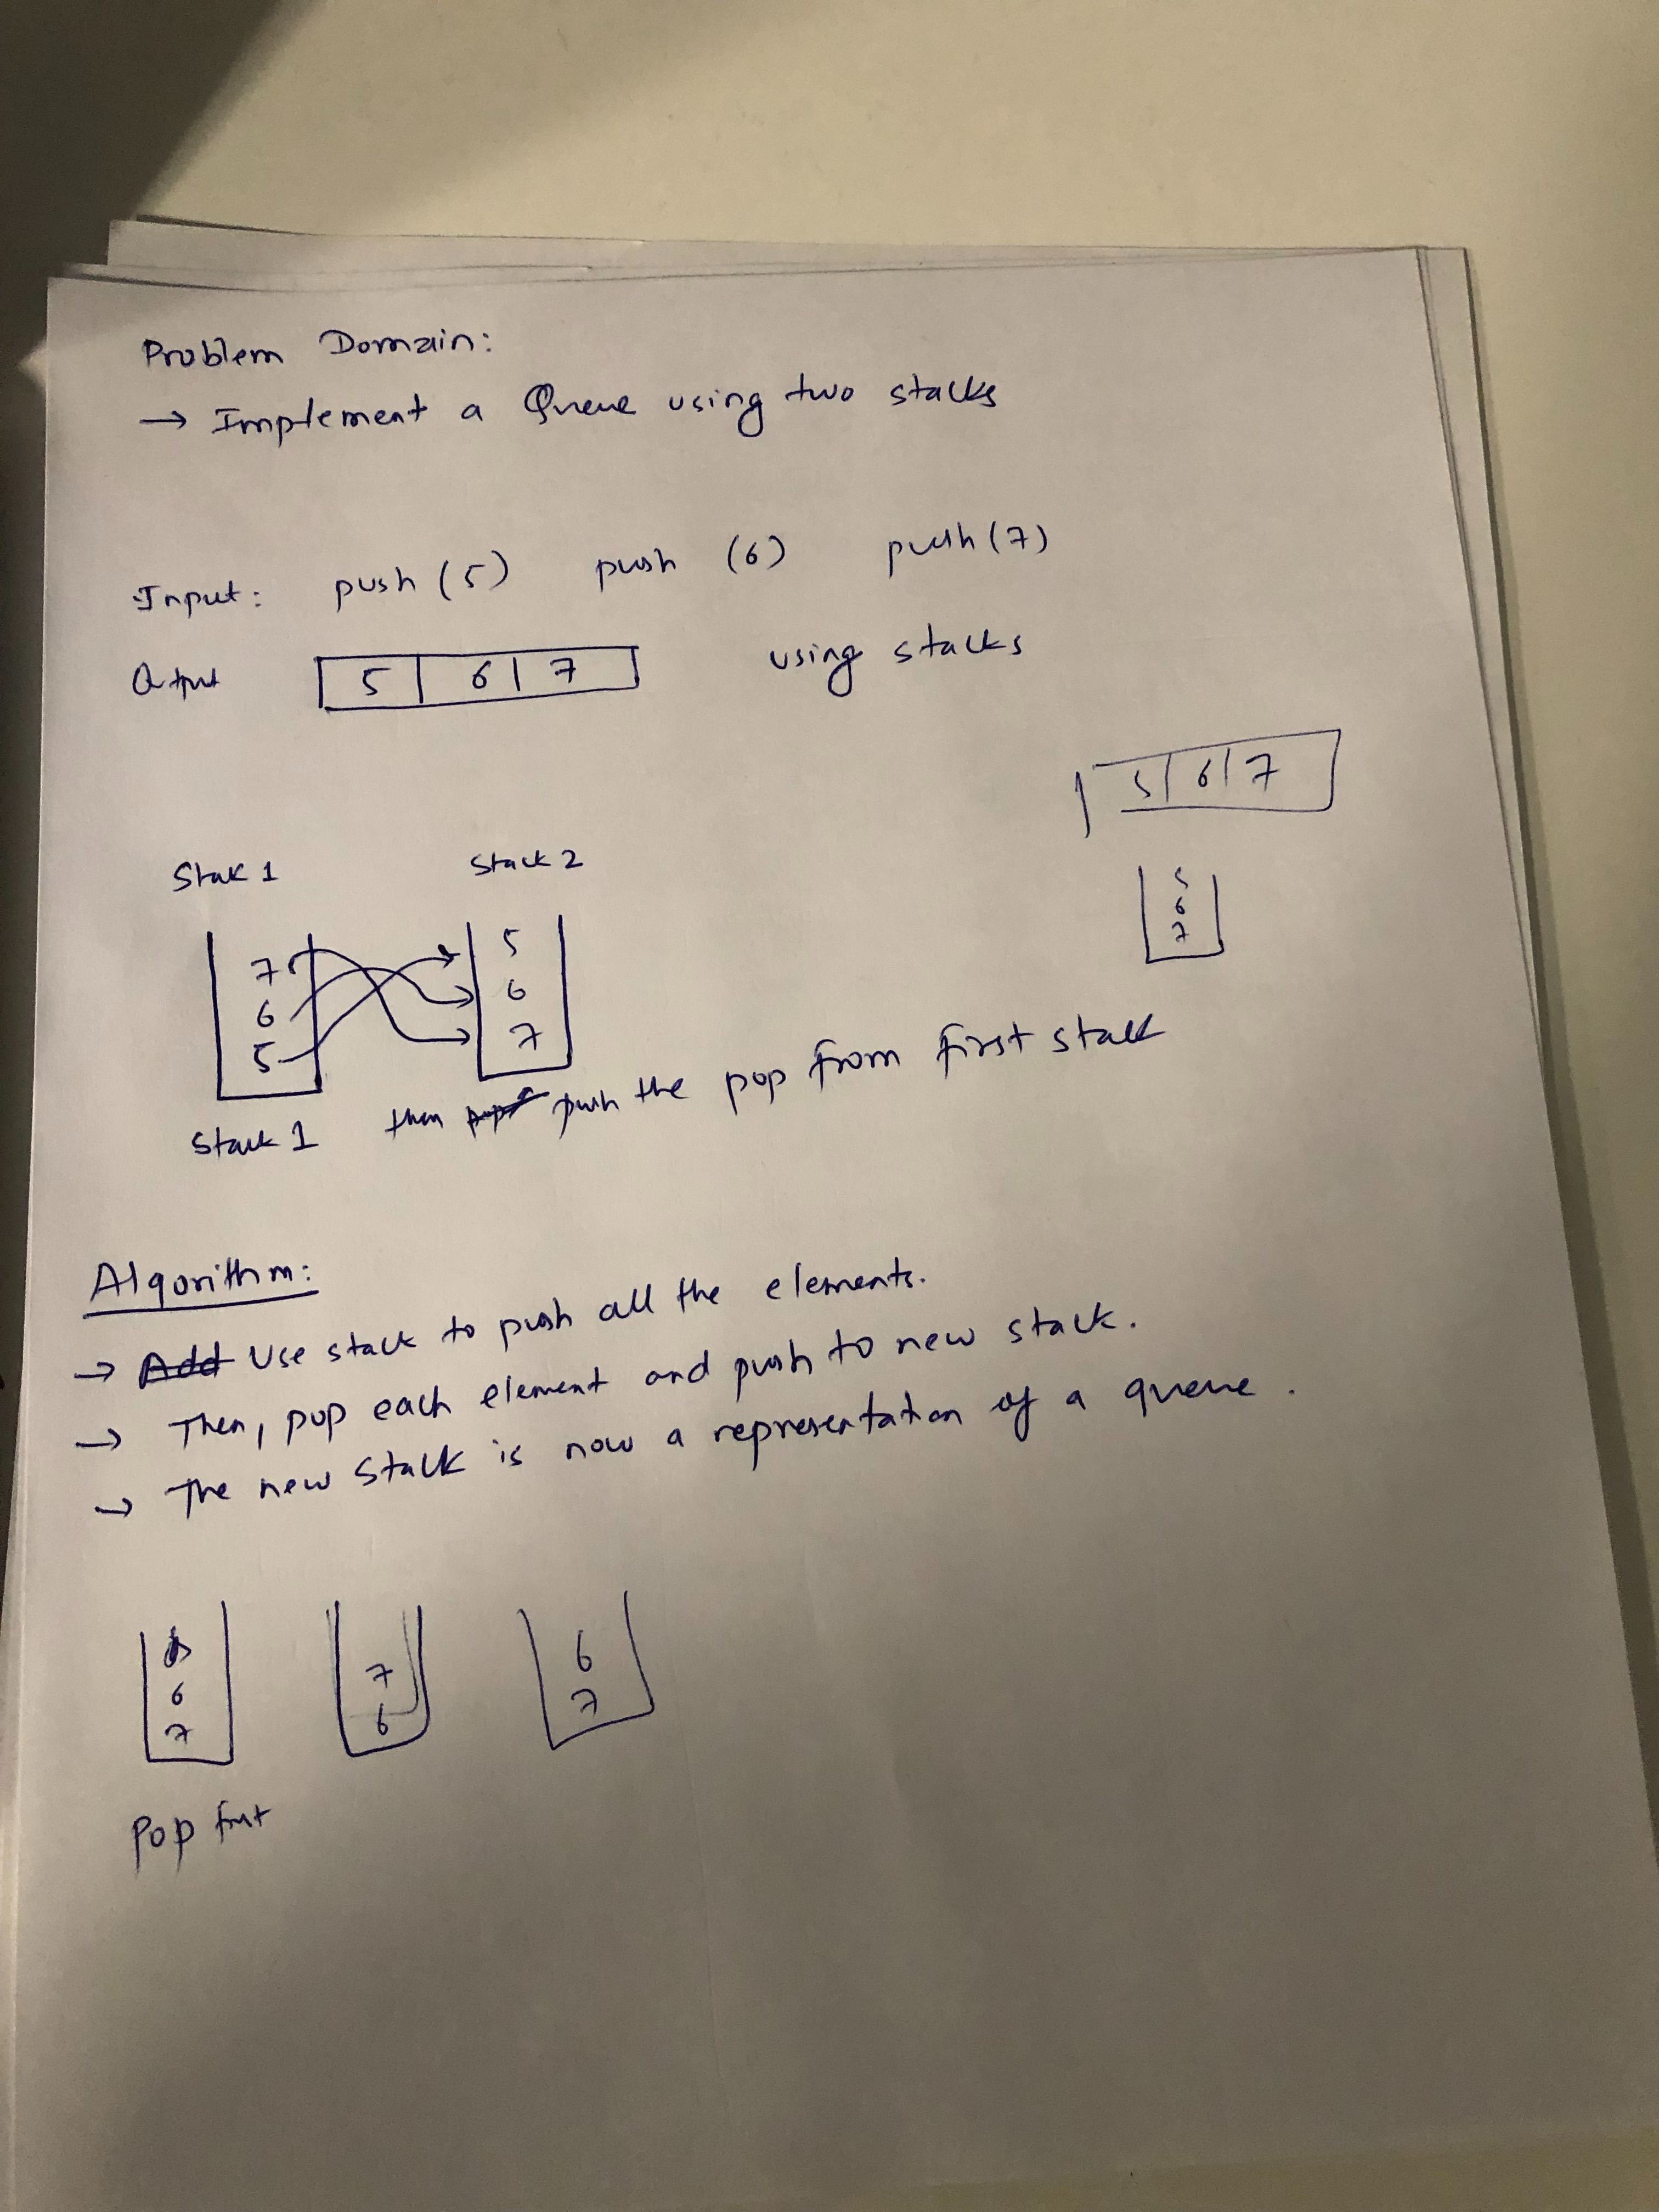 Problem Domain:
→ Implement a Queue using two stacks
Input: push (5) push (6) push (7)
Output 5 | 6 | 7 using stacks
5 | 6 | 7
Stak 1 Stack 2
5
6
7
7 5
6 6
5 7
Stack 1 then push the pop from first stack
Algorithm:
→ Add Use stack to push all the elements.
→ Then, pop each element and push to new stack.
→ The new stack is now a representation of a queue.
6 7 6
7 6 7
Pop first